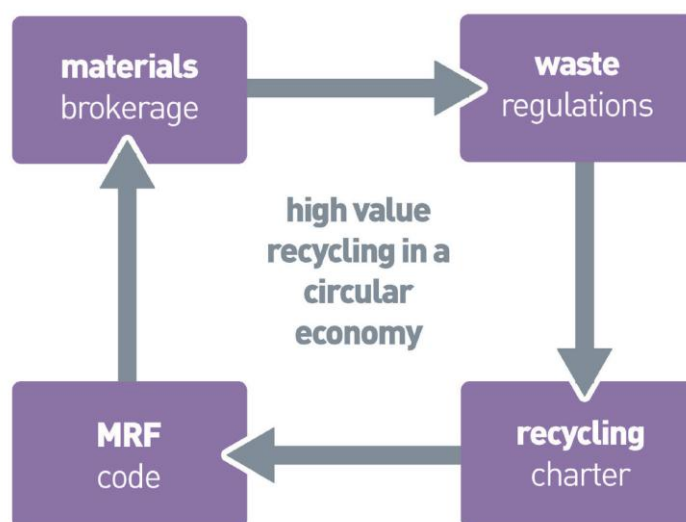 materials
brokerage
waste
regulations
high value
recycling in a
circular
economy
MRF
code
recycling
charter